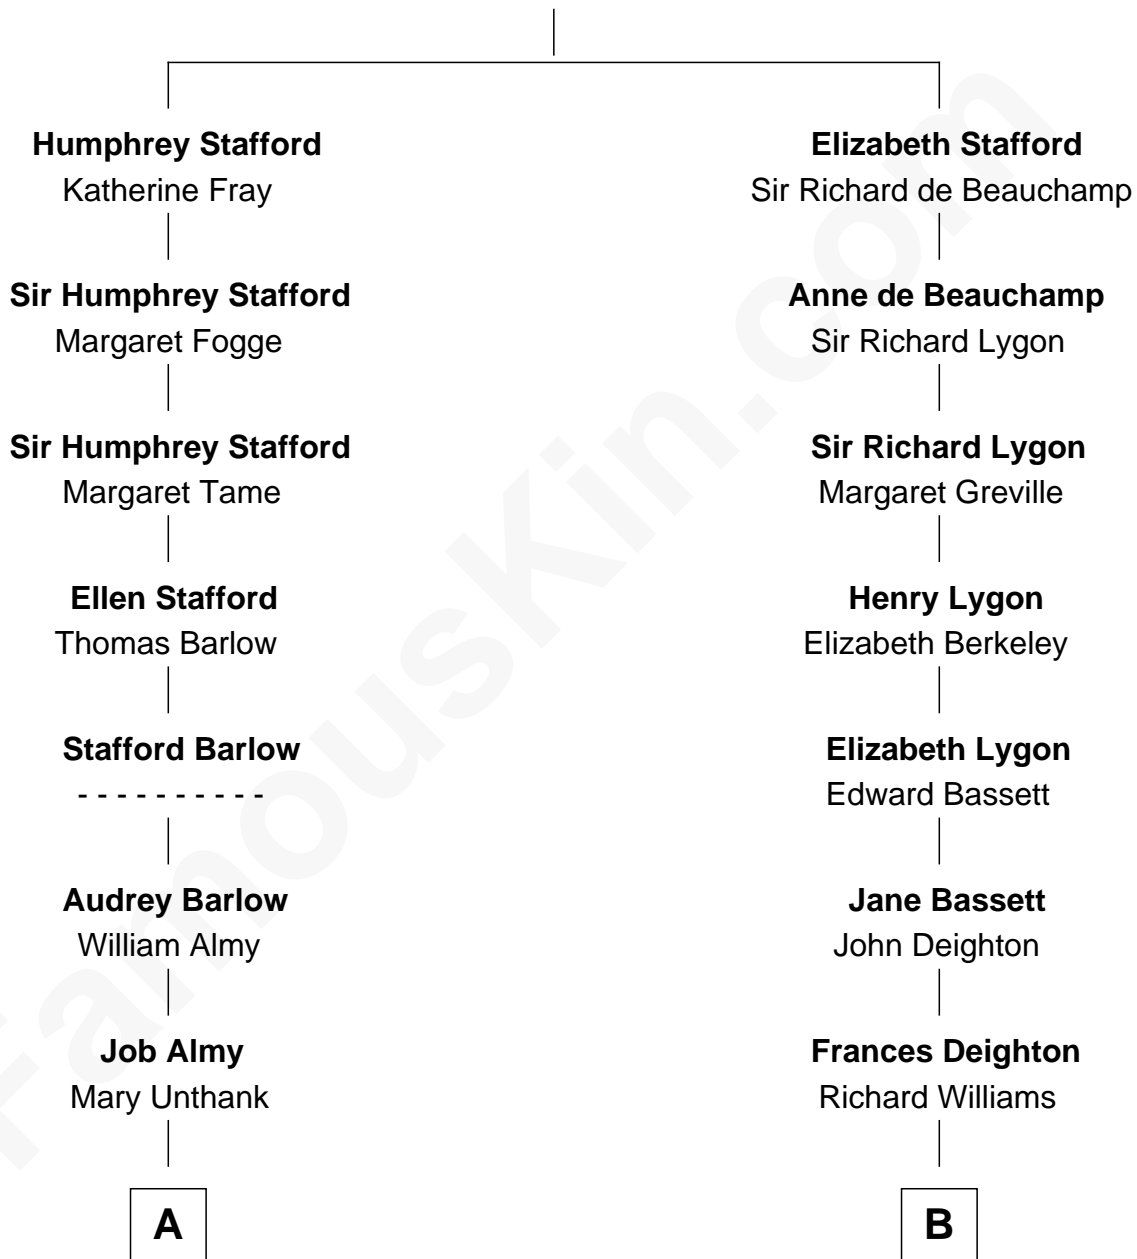 Humphrey Stafford
Katherine Fray
Sir Humphrey Stafford
Margaret Fogge
Sir Humphrey Stafford
Margaret Tame
Ellen Stafford
Thomas Barlow
Stafford Barlow
- - - - - - - - - -
Audrey Barlow
William Almy
Job Almy
Mary Unthank
A
Elizabeth Stafford
Sir Richard de Beauchamp
Anne de Beauchamp
Sir Richard Lygon
Sir Richard Lygon
Margaret Greville
Henry Lygon
Elizabeth Berkeley
Elizabeth Lygon
Edward Bassett
Jane Bassett
John Deighton
Frances Deighton
Richard Williams
B
FamousKin.com